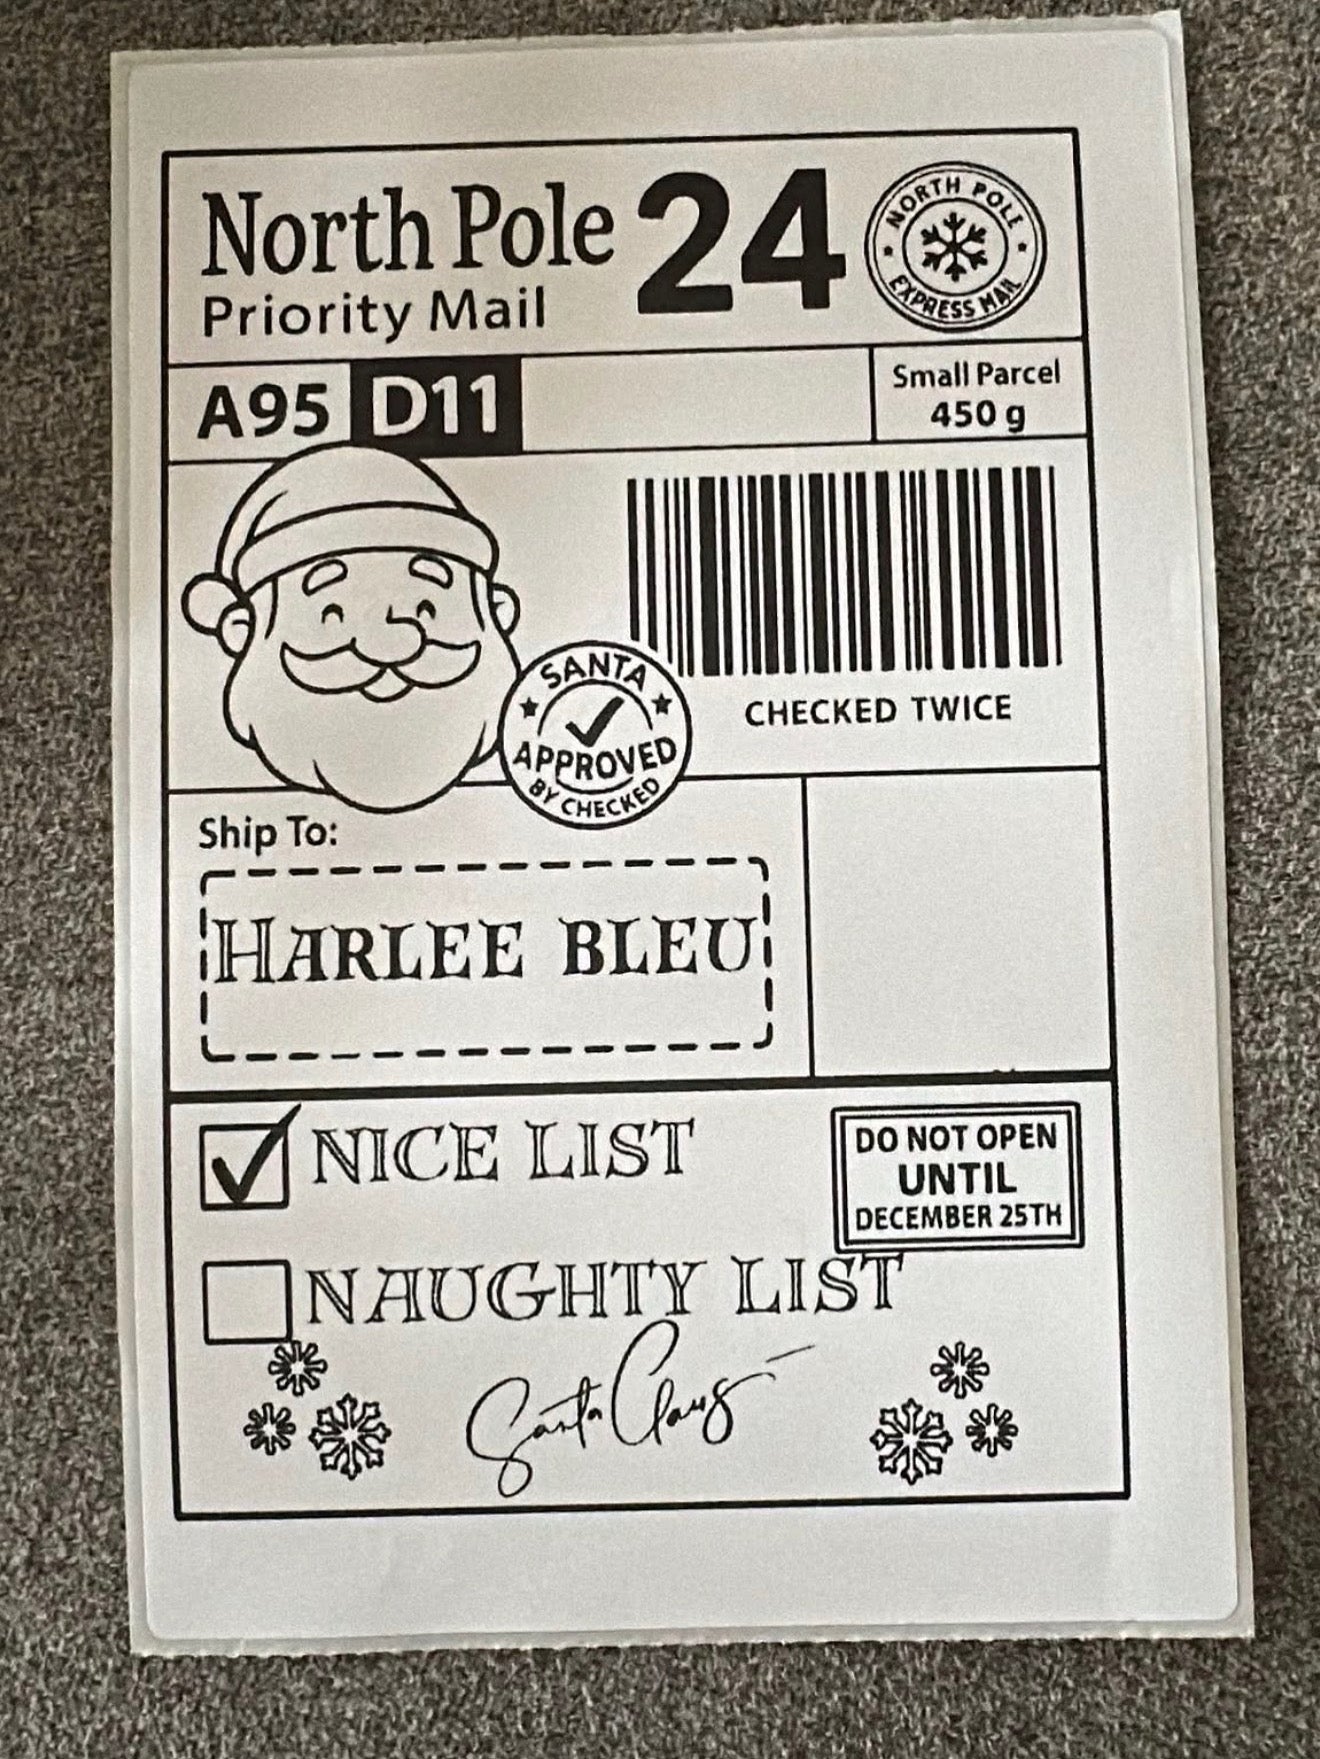 North Pole 24
Priority Mail
NORTH POLE
EXPRESS MAIL
A95 D11
Small Parcel
450 g
SANTA
APPROVED
BY CHECKED
CHECKED TWICE
Ship To:
HARLEE BLEU
NICE LIST
DO NOT OPEN
UNTIL
DECEMBER 25TH
NAUGHTY LIST
Santa Claus